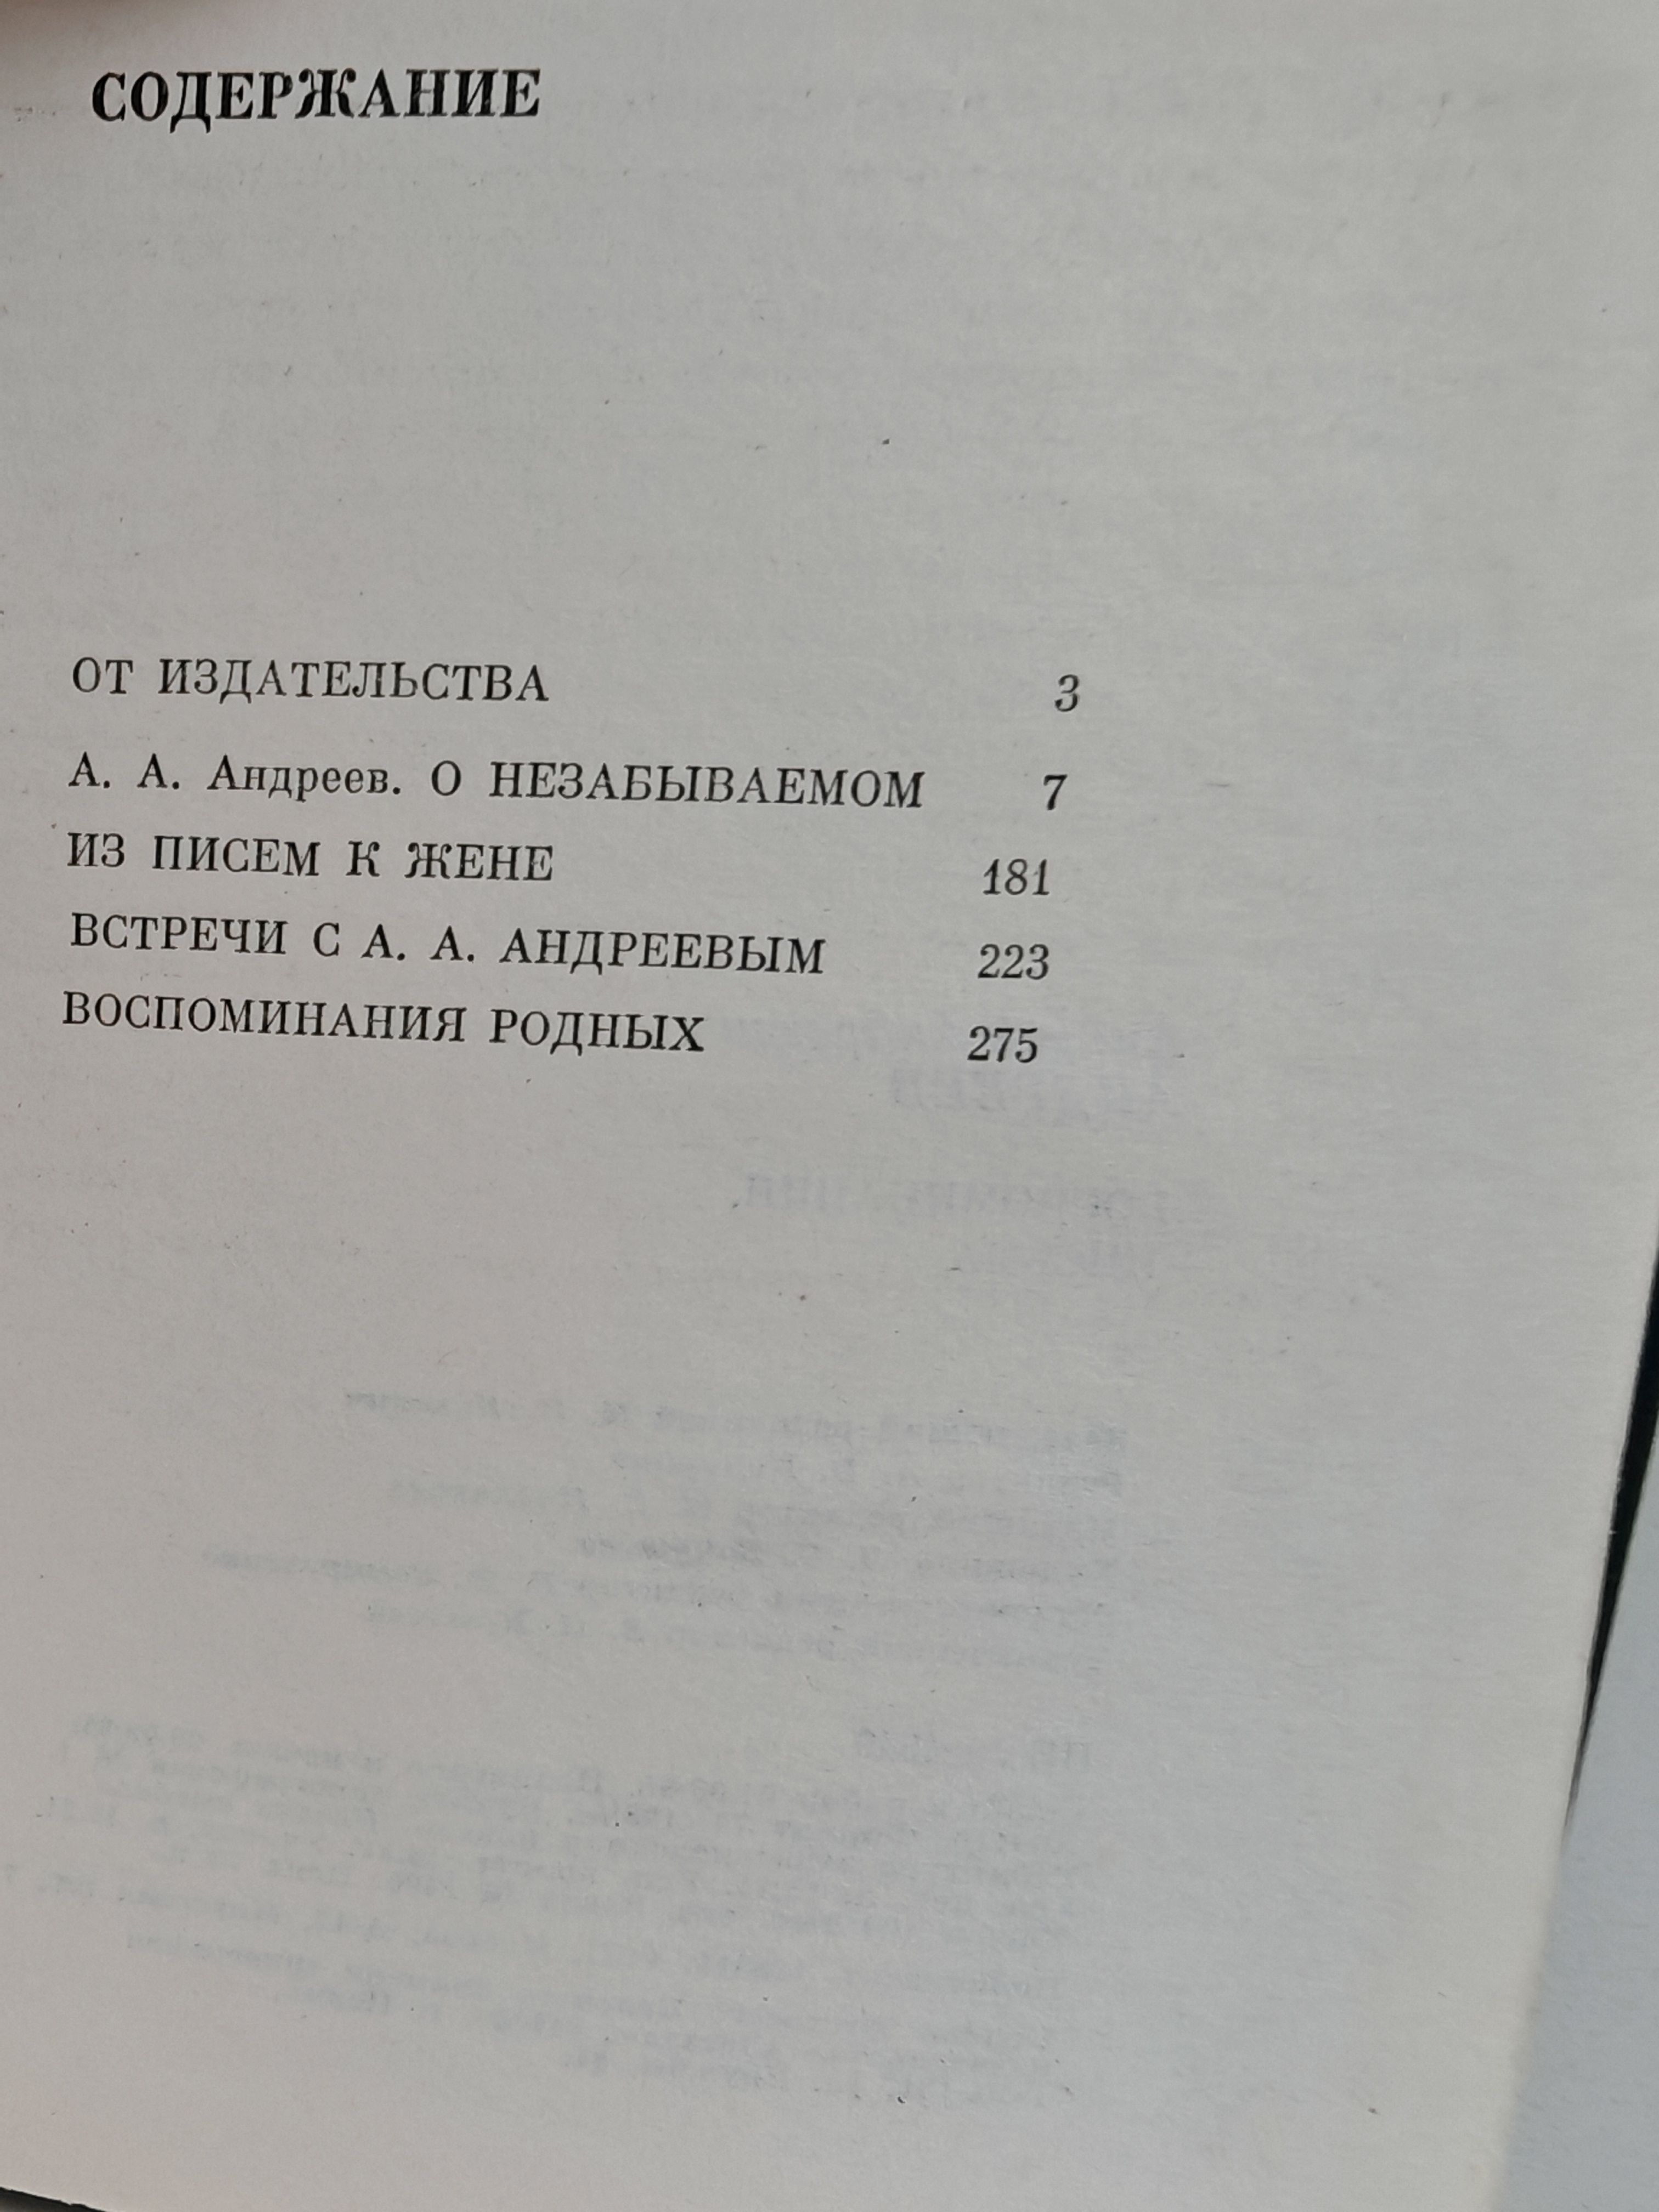 СОДЕРЖАНИЕ
ОТ ИЗДАТЕЛЬСТВА 3
А. А. Андреев. О НЕЗАБЫВАЕМОМ 7
ИЗ ПИСЕМ К ЖЕНЕ 181
ВСТРЕЧИ С А. А. АНДРЕЕВЫМ 223
ВОСПОМИНАНИЯ РОДНЫХ 275